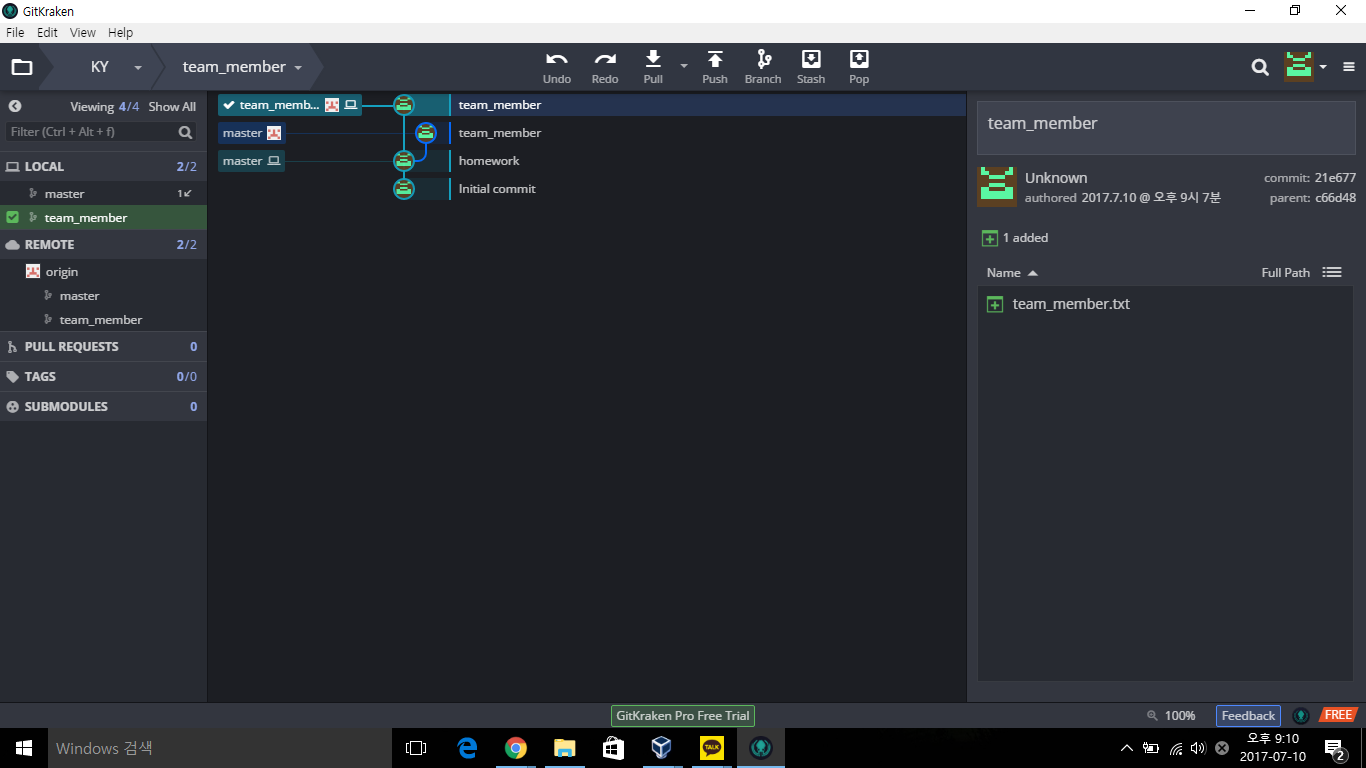 GitKraken
File Edit View Help
KY
team_member
Undo Redo Pull Push Branch Stash Pop
Viewing 4/4 Show All
Filter (Ctrl + Alt + f)
LOCAL 2/2
master 1
team_member
REMOTE 2/2
origin
master
team_member
PULL REQUESTS 0
TAGS 0/0
SUBMODULES 0
team_memb... team_member
master team_member
master homework
Initial commit
team_member
Unknown commit: 21e677
authored 2017.7.10 @ 오후 9시 7분 parent: c66d48
1 added
Name Full Path
team_member.txt
GitKraken Pro Free Trial
100% Feedback FREE
Windows 검색
TALK
오후 9:10
2017-07-10
2